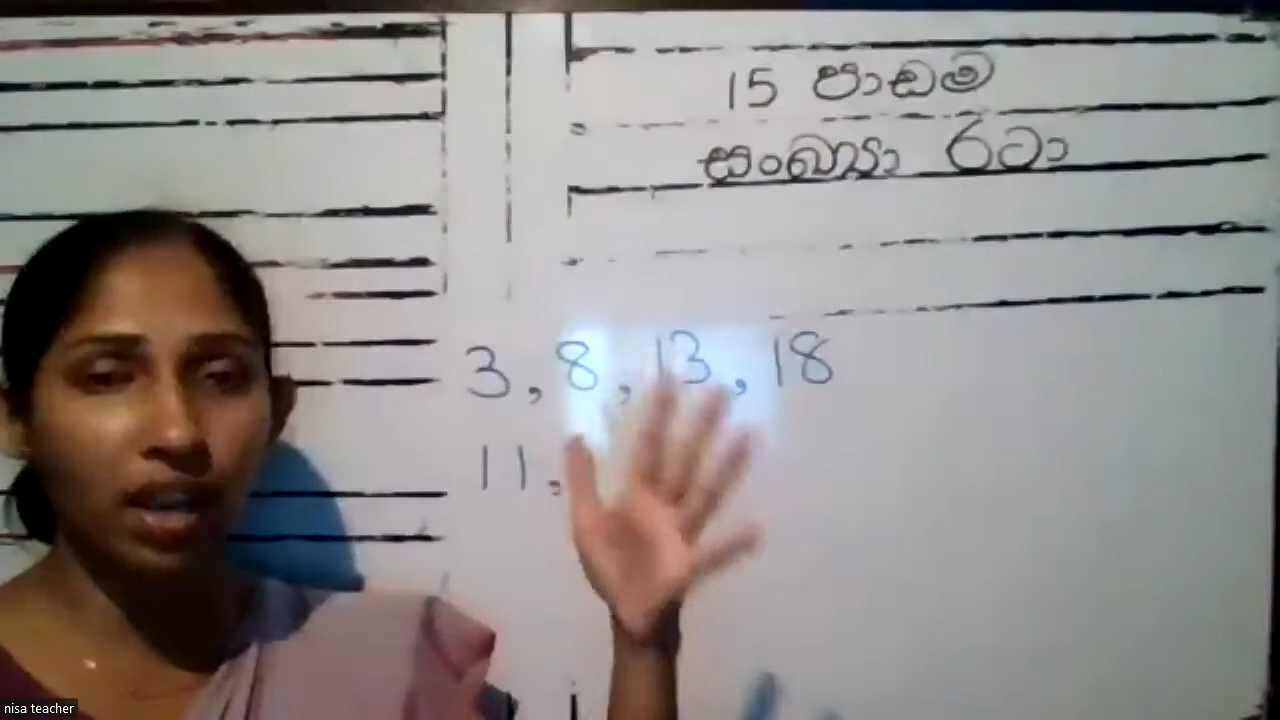 15 පාඩම
සංඛ්‍යා රටා
3, 8, 13, 18
11,
nisa teacher